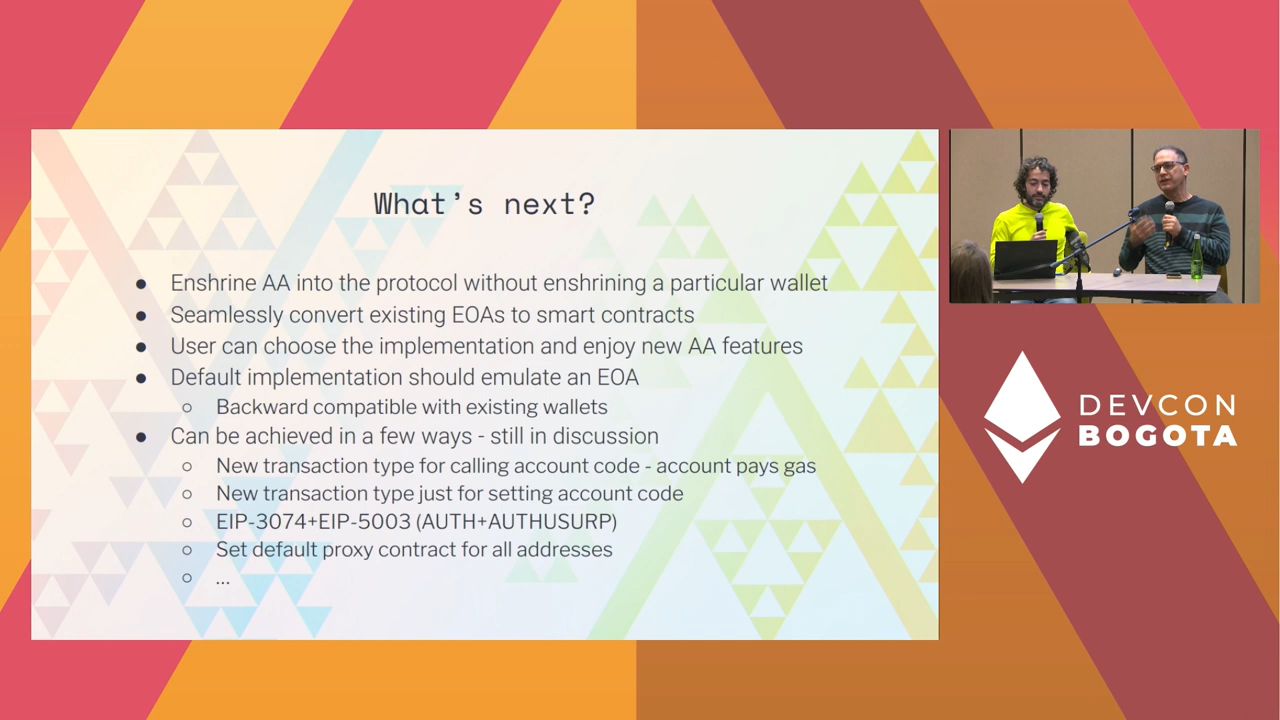 What's next?
● Enshrine AA into the protocol without enshrining a particular wallet
● Seamlessly convert existing EOAs to smart contracts
● User can choose the implementation and enjoy new AA features
● Default implementation should emulate an EOA
○ Backward compatible with existing wallets
● Can be achieved in a few ways - still in discussion
○ New transaction type for calling account code - account pays gas
○ New transaction type just for setting account code
○ EIP-3074+EIP-5003 (AUTH+AUTHUSURP)
○ Set default proxy contract for all addresses
○ ...
DEVCON
BOGOTA